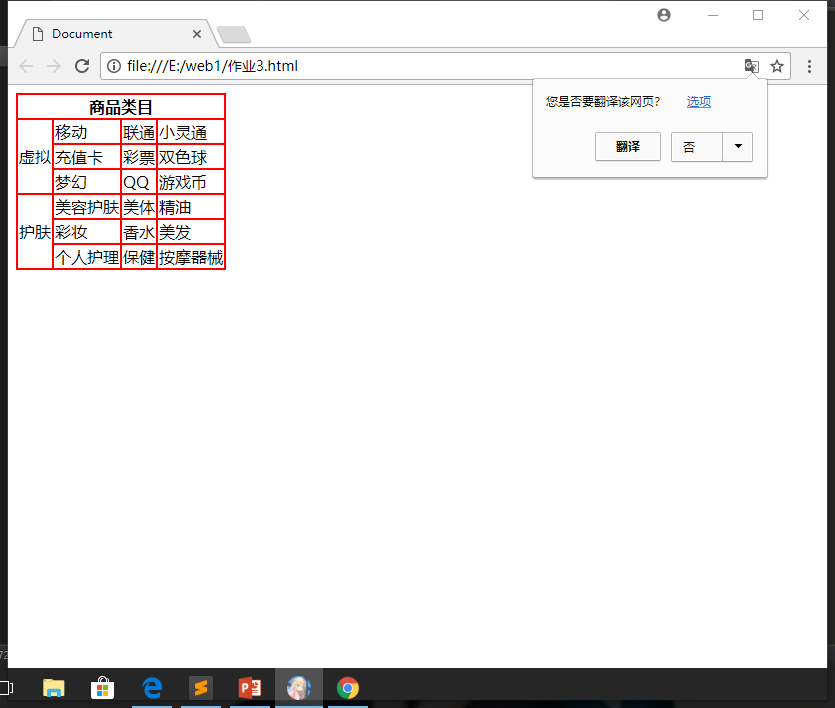 Document
file:///E:/web1/作业3.html
您是否要翻译该网页? 选项
翻译 否
商品类目
虚拟 移动 联通 小灵通
充值卡 彩票 双色球
梦幻 QQ 游戏币
护肤 美容护肤 美体 精油
彩妆 香水 美发
个人护理 保健 按摩器械
72